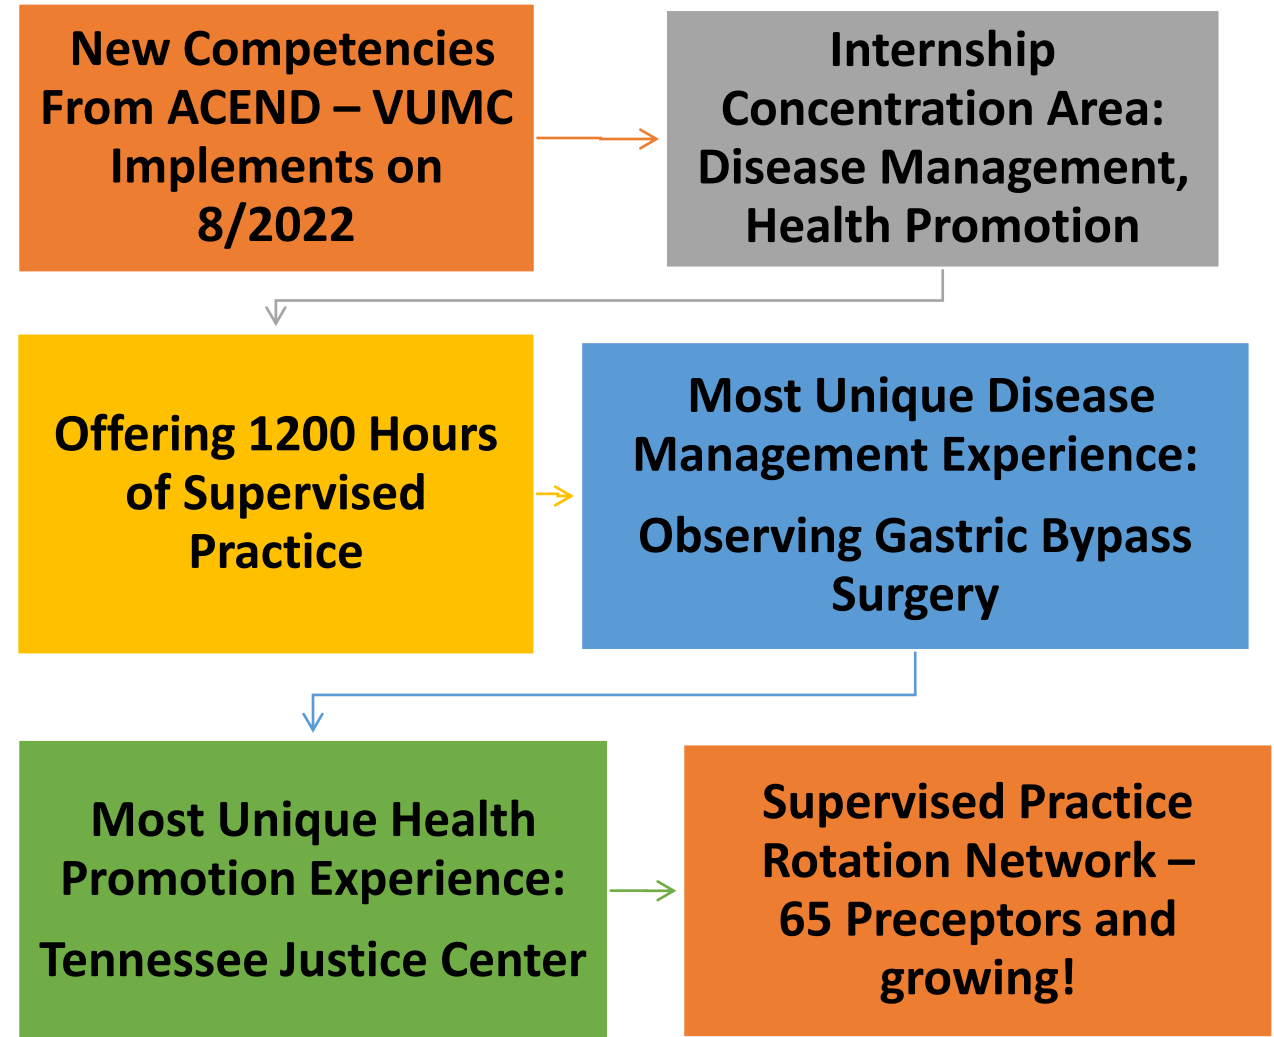 New Competencies
From ACEND – VUMC
Implements on
8/2022
Internship
Concentration Area:
Disease Management,
Health Promotion
Offering 1200 Hours
of Supervised
Practice
Most Unique Disease
Management Experience:
Observing Gastric Bypass
Surgery
Most Unique Health
Promotion Experience:
Tennessee Justice Center
Supervised Practice
Rotation Network –
65 Preceptors and
growing!